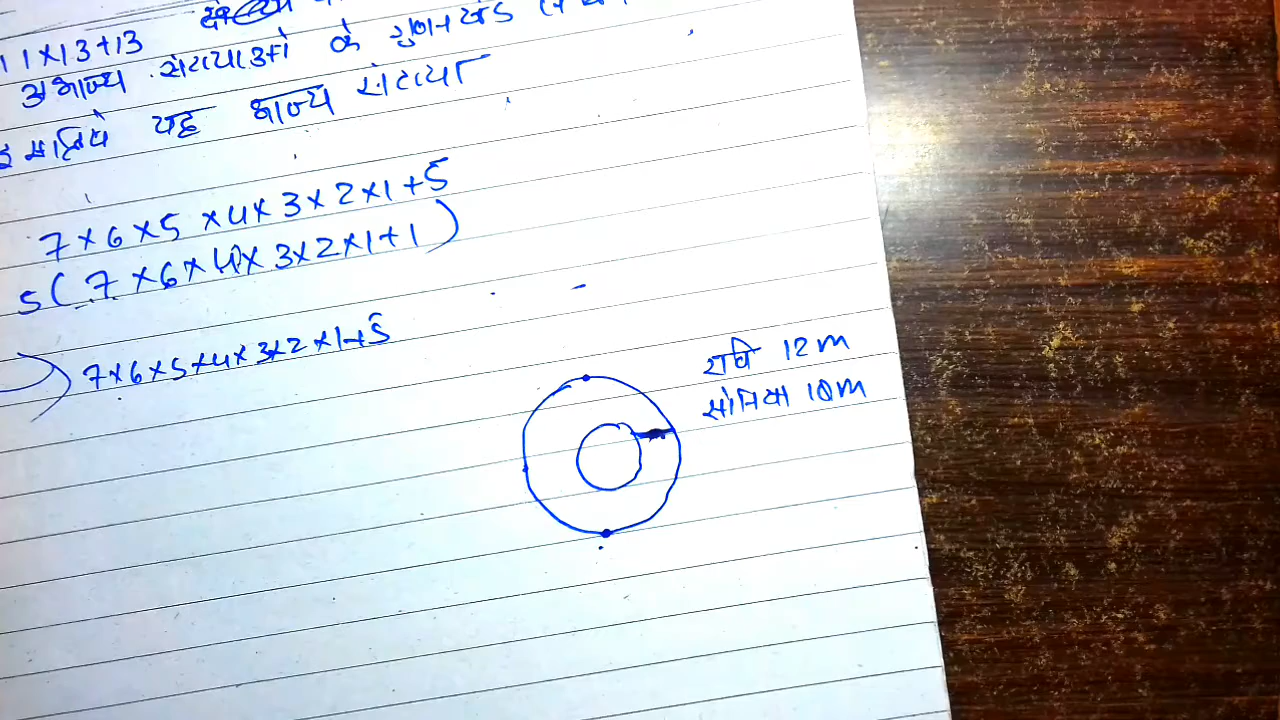 11×13+13
अभाज्य संख्याओं के गुणनखंड
इसलिये यह भाज्य संख्या
7×6×5×4×3×2×1+5
5(7×6×4×3×2×1+1)
7×6×5×4×3×2×1+5
रवि 12m
सोनिया 18m